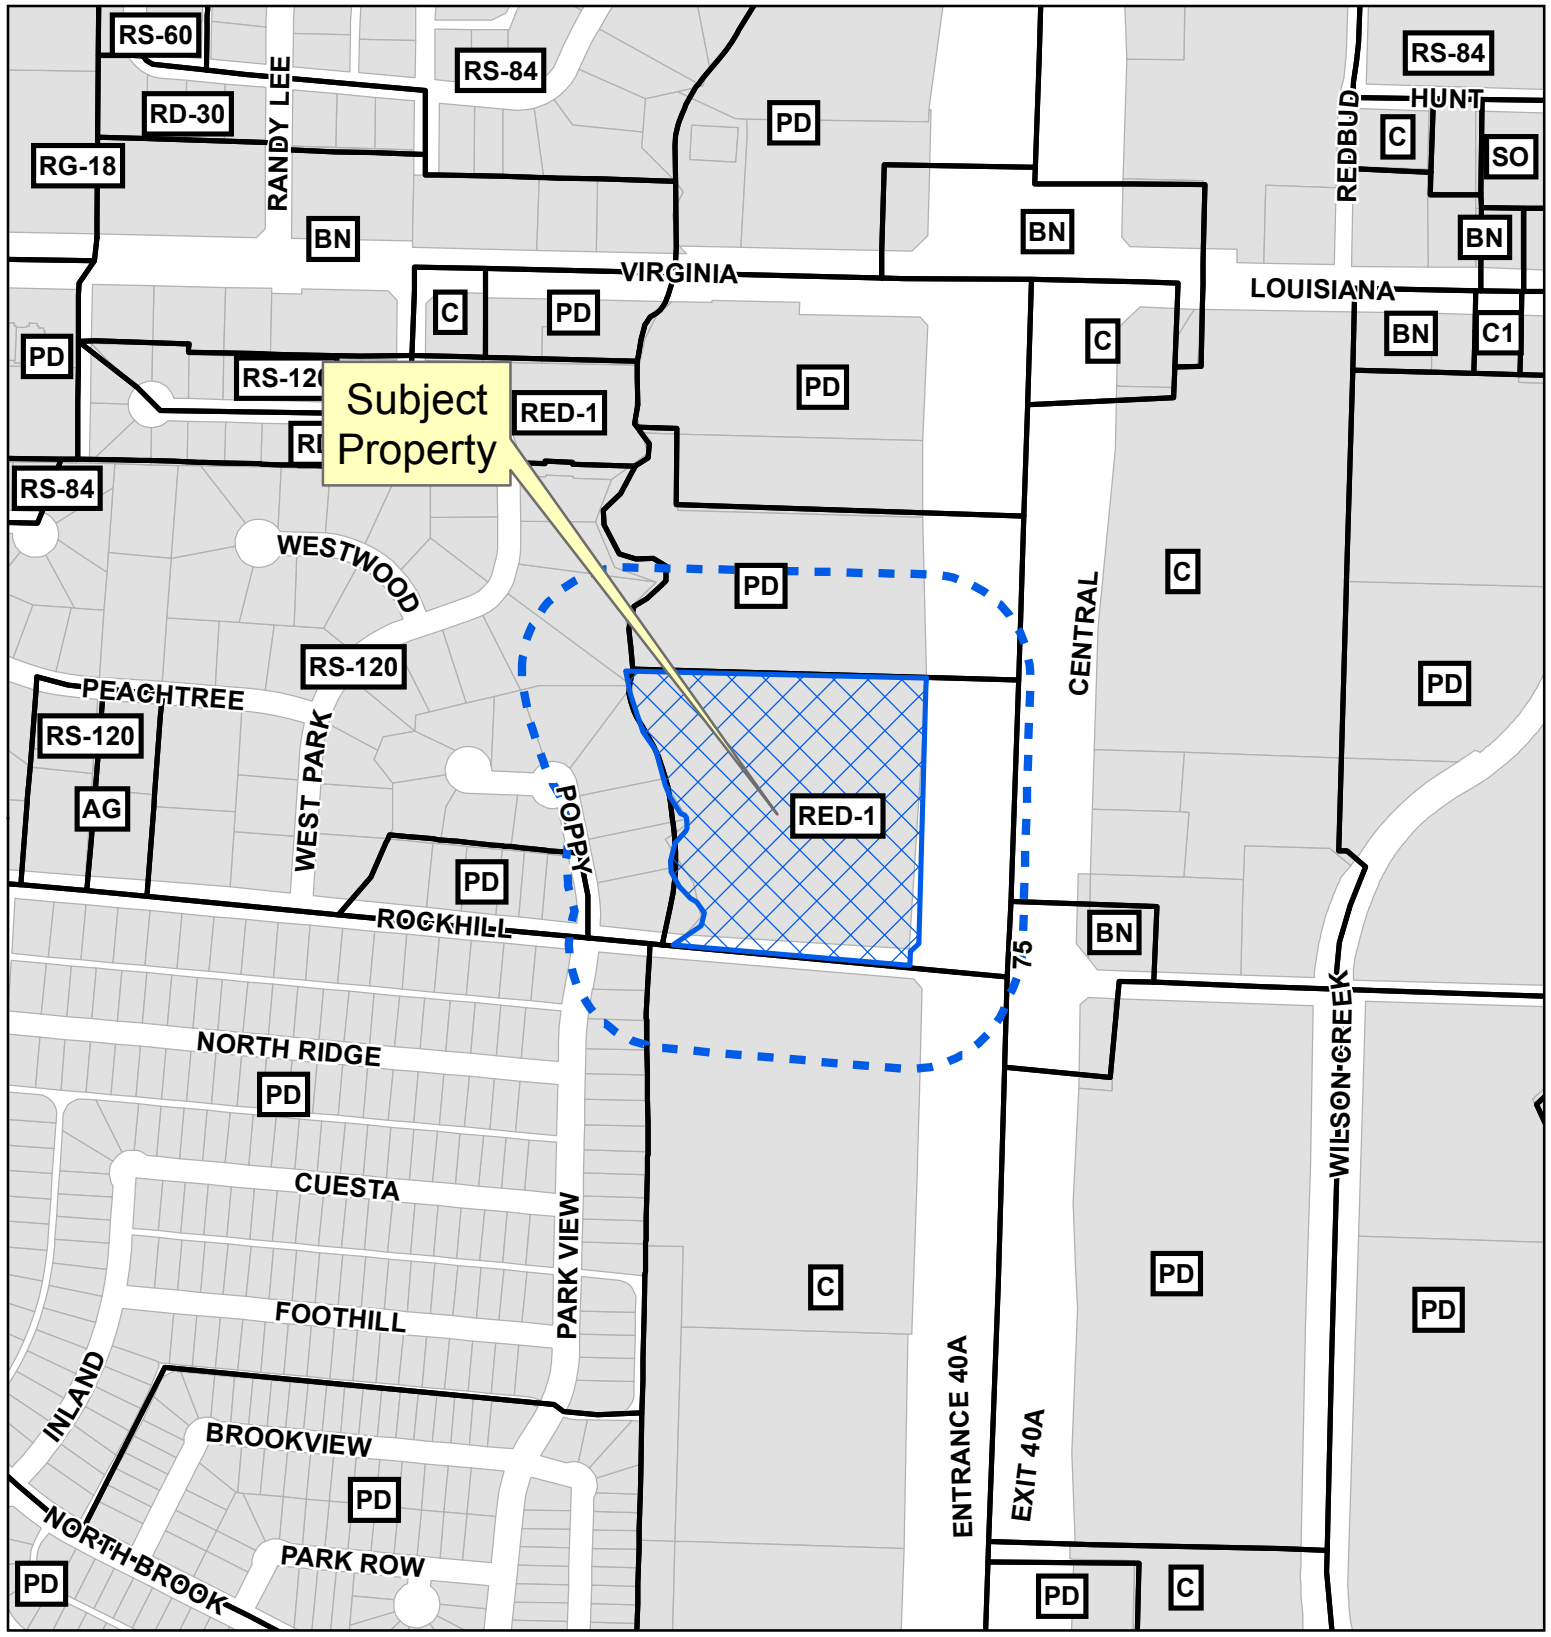 RS-60
RS-84
RS-84
HUNT
RD-30
RANDY LEE
PD
REDBUD
C
SO
RG-18
BN
BN
BN
VIRGINIA
LOUISIANA
C
PD
C
BN
C1
PD
RS-120
Subject
Property
RED-1
PD
RS-84
WESTWOOD
PD
C
CENTRAL
RS-120
PEACHTREE
PD
RS-120
WEST PARK
AG
POPPY
RED-1
PD
ROCKHILL
BN
75
WILSON CREEK
NORTH RIDGE
PD
CUESTA
PARK VIEW
C
PD
PD
FOOTHILL
INLAND
ENTRANCE 40A
EXIT 40A
BROOKVIEW
PD
NORTH BROOK
PARK ROW
PD
PD
C